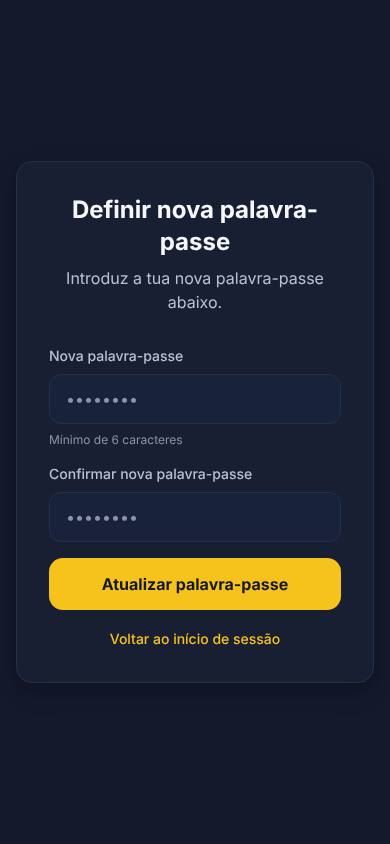 Definir nova palavra-
passe
Introduz a tua nova palavra-passe
abaixo.
Nova palavra-passe
••••••••
Mínimo de 6 caracteres
Confirmar nova palavra-passe
••••••••
Atualizar palavra-passe
Voltar ao início de sessão